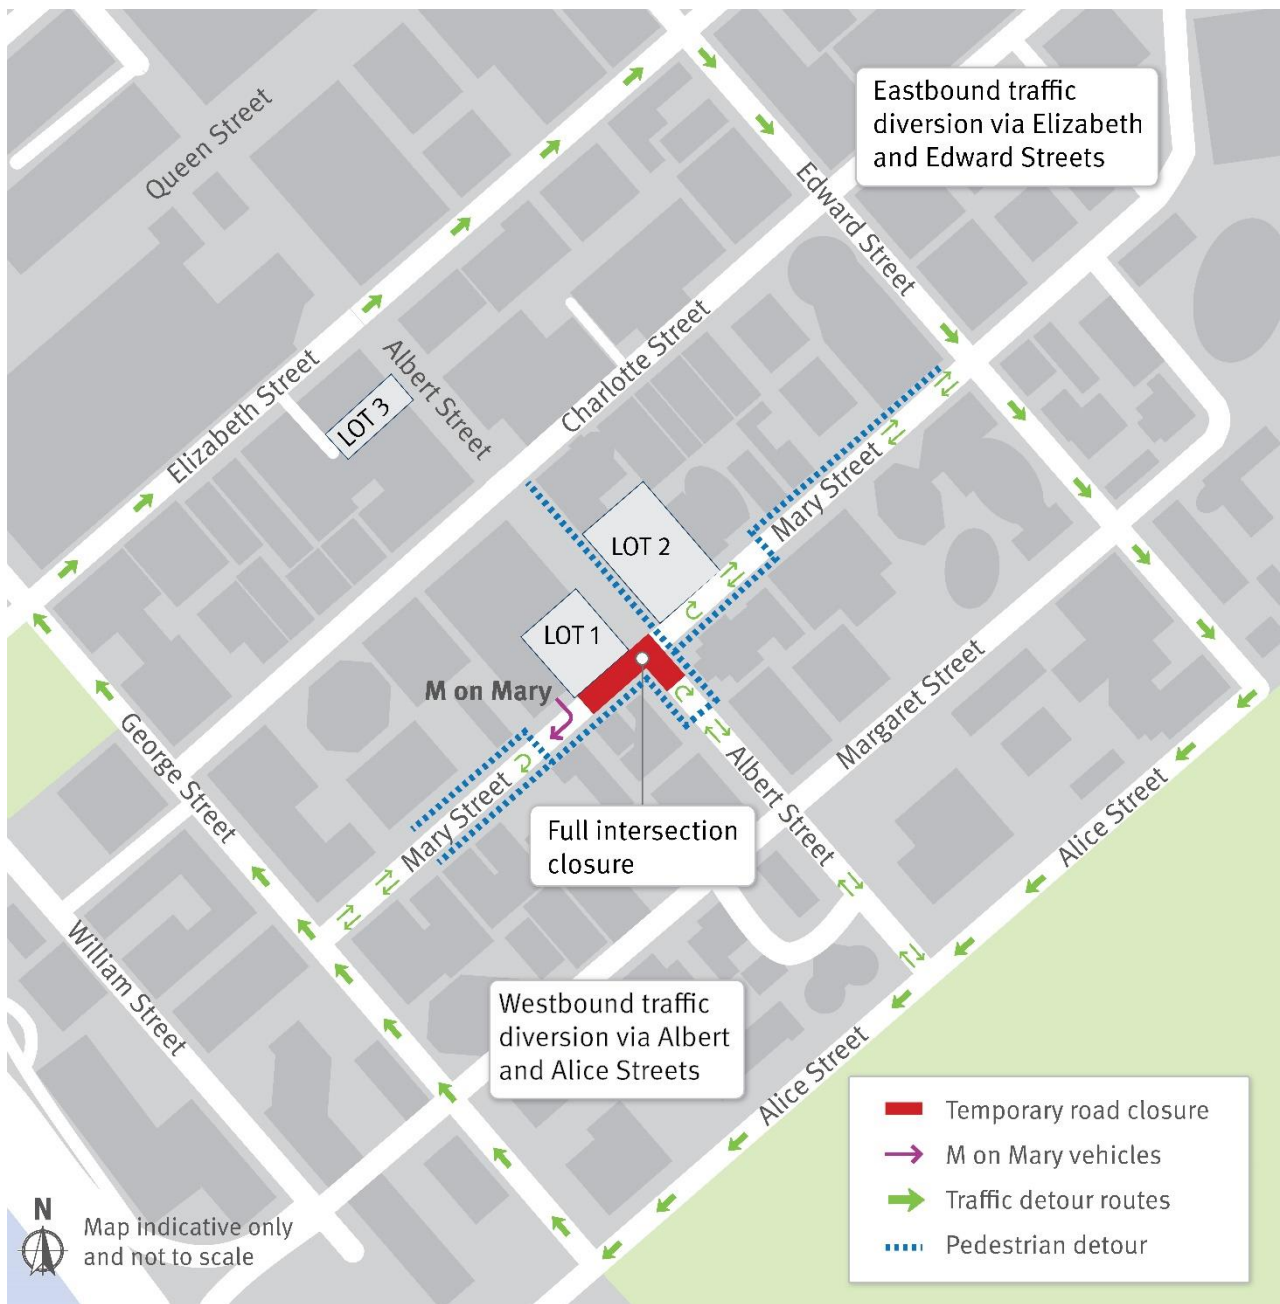 Queen Street
Eastbound traffic
diversion via Elizabeth
and Edward Streets
Edward Street
Elizabeth Street
Albert Street
Charlotte Street
LOT 3
Mary Street
LOT 2
LOT 1
M on Mary
George Street
Margaret Street
Albert Street
Alice Street
Mary Street
Full intersection
closure
William Street
Westbound traffic
diversion via Albert
and Alice Streets
Alice Street
Temporary road closure
M on Mary vehicles
Traffic detour routes
Pedestrian detour
N
Map indicative only
and not to scale